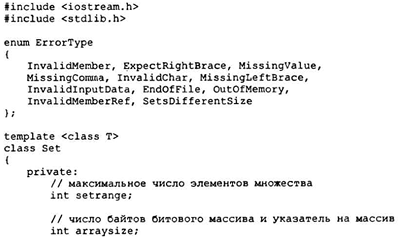 #include <iostream.h>
#include <stdlib.h>
enum ErrorType
{
InvalidMember, ExpectRightBrace, MissingValue,
MissingComma, InvalidChar, MissingLeftBrace,
InvalidInputData, EndOfFile, OutOfMemory,
InvalidMemberRef, SetsDifferentSize
};
template <class T>
class Set
{
private:
// максимальное число элементов множества
int setrange;
// число байтов битового массива и указатель на массив
int arraysize;